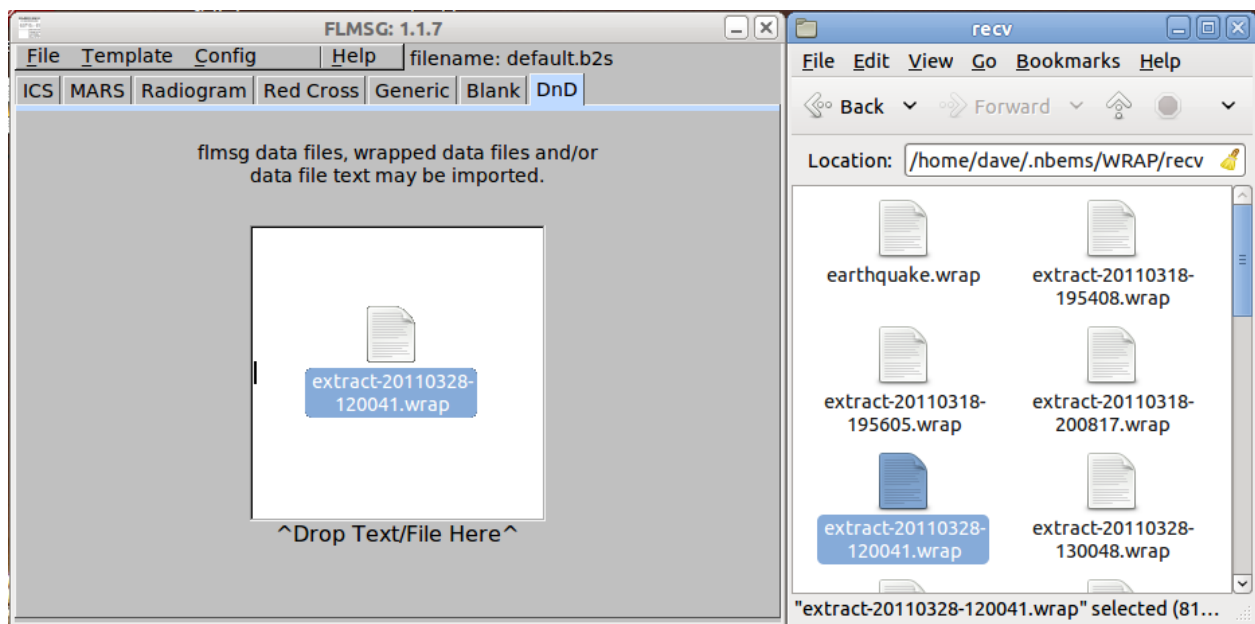 FLMSG: 1.1.7
File Template Config Help filename: default.b2s
ICS MARS Radiogram Red Cross Generic Blank DnD
flmsg data files, wrapped data files and/or
data file text may be imported.
extract-20110328-
120041.wrap
^Drop Text/File Here^
recv
File Edit View Go Bookmarks Help
Back Forward
Location: /home/dave/.nbems/WRAP/recv
earthquake.wrap
extract-20110318-
195408.wrap
extract-20110318-
195605.wrap
extract-20110318-
200817.wrap
extract-20110328-
120041.wrap
extract-20110328-
130048.wrap
"extract-20110328-120041.wrap" selected (81...